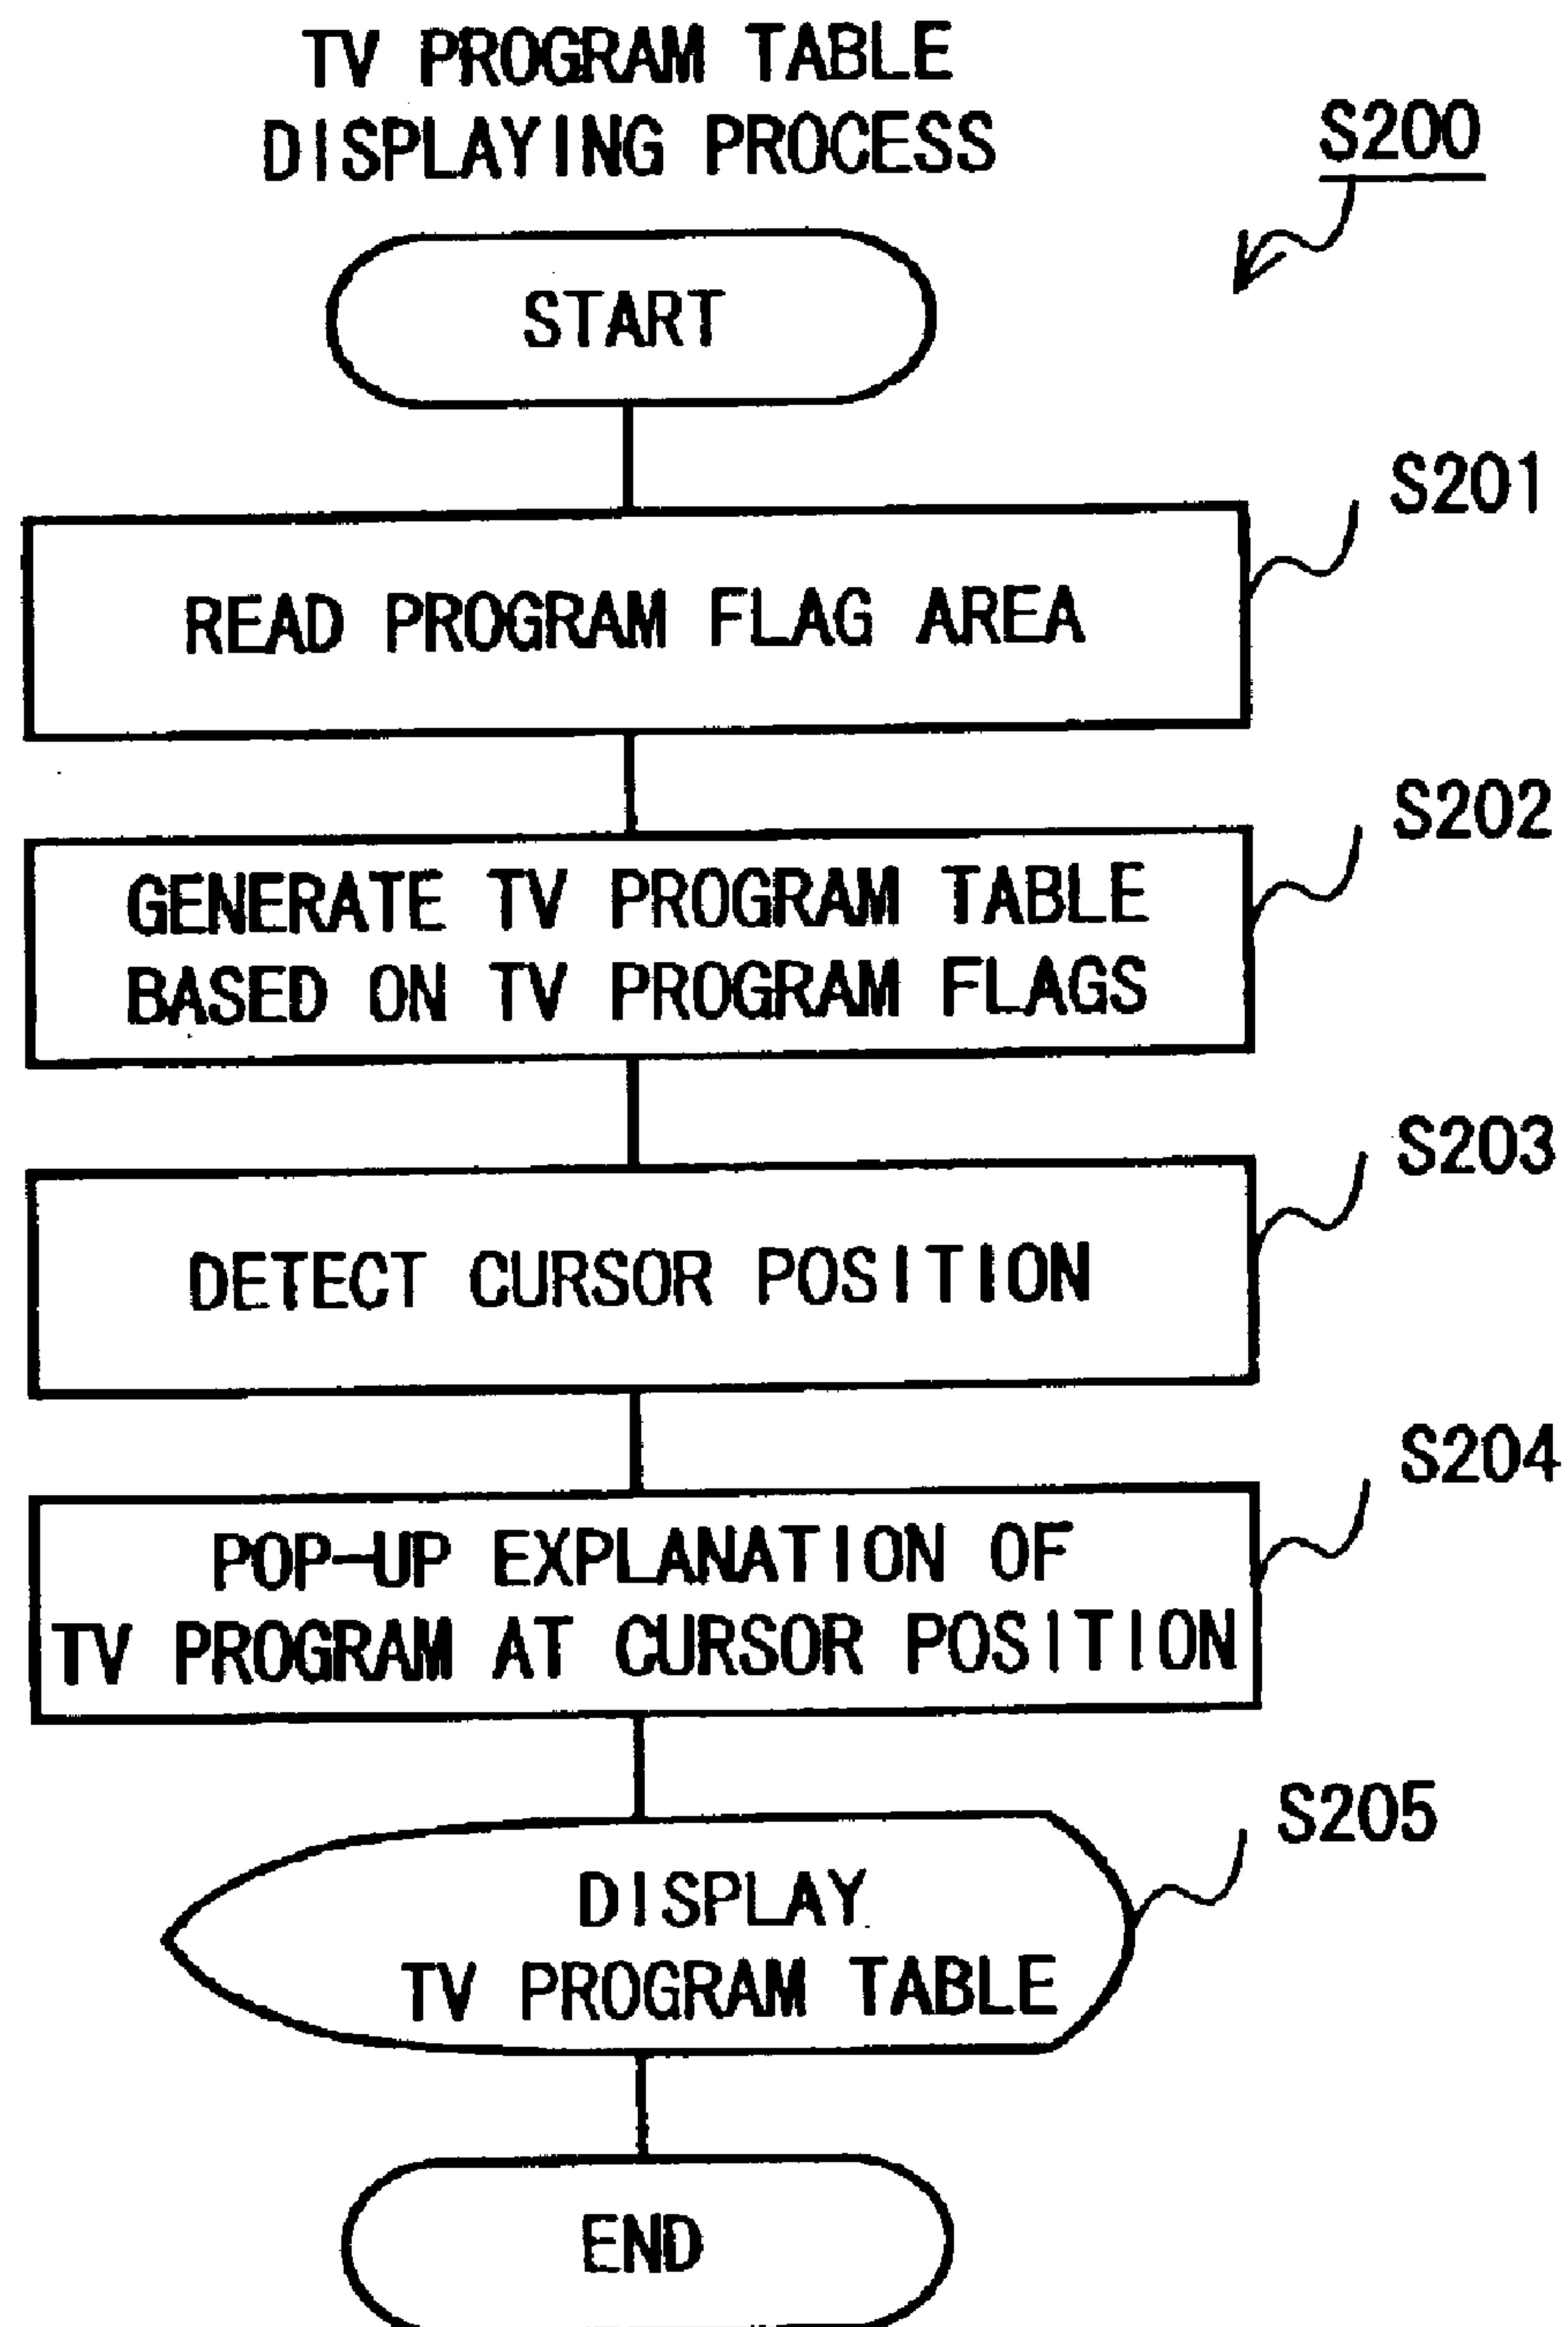 TV PROGRAM TABLE
DISPLAYING PROCESS
S200
START
S201
READ PROGRAM FLAG AREA
S202
GENERATE TV PROGRAM TABLE
BASED ON TV PROGRAM FLAGS
S203
DETECT CURSOR POSITION
S204
POP-UP EXPLANATION OF
TV PROGRAM AT CURSOR POSITION
S205
DISPLAY
TV PROGRAM TABLE
END